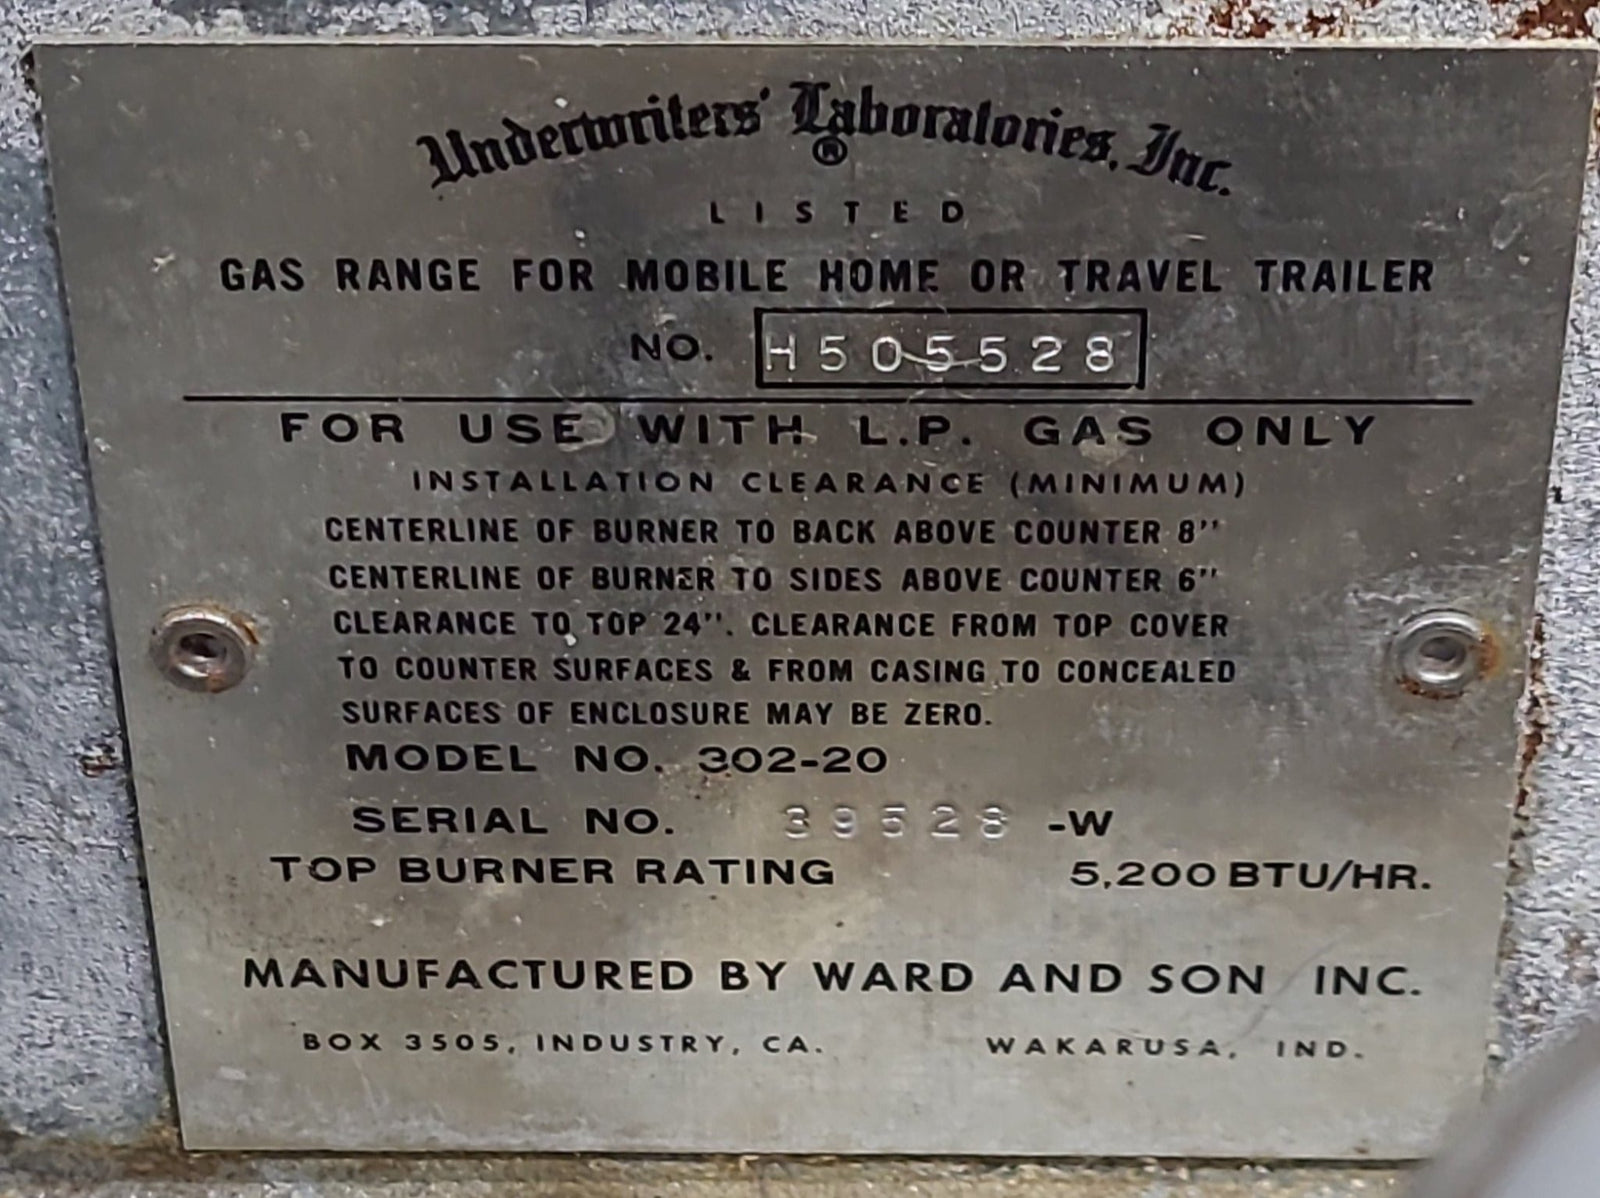 Underwriters' Laboratories, Inc.
®
LISTED
GAS RANGE FOR MOBILE HOME OR TRAVEL TRAILER
NO. H505528
FOR USE WITH L.P. GAS ONLY
INSTALLATION CLEARANCE (MINIMUM)
CENTERLINE OF BURNER TO BACK ABOVE COUNTER 8''
CENTERLINE OF BURNER TO SIDES ABOVE COUNTER 6''
CLEARANCE TO TOP 24''. CLEARANCE FROM TOP COVER
TO COUNTER SURFACES & FROM CASING TO CONCEALED
SURFACES OF ENCLOSURE MAY BE ZERO.
MODEL NO. 302-20
SERIAL NO. 39528 -W
TOP BURNER RATING 5,200 BTU/HR.
MANUFACTURED BY WARD AND SON INC.
BOX 3505, INDUSTRY, CA. WAKARUSA, IND.